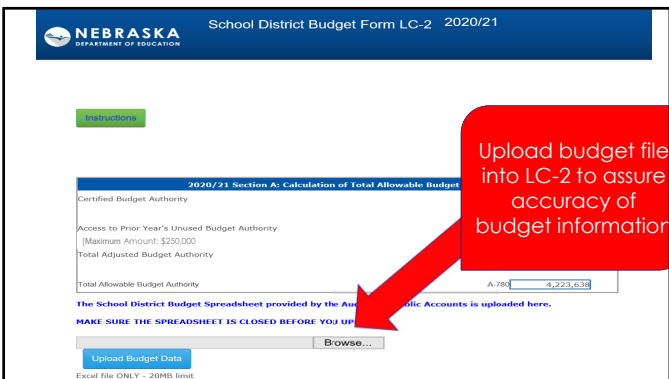 NEBRASKA
DEPARTMENT OF EDUCATION
School District Budget Form LC-2 2020/21
Instructions
Upload budget file
into LC-2 to assure
accuracy of
budget information
2020/21 Section A: Calculation of Total Allowable Budget
Certified Budget Authority
Access to Prior Year's Unused Budget Authority
[Maximum Amount: $250,000
Total Adjusted Budget Authority
Total Allowable Budget Authority A-780 4,223,638
The School District Budget Spreadsheet provided by the Au blic Accounts is uploaded here.
MAKE SURE THE SPREADSHEET IS CLOSED BEFORE YOU UP
Browse...
Upload Budget Data
Excel file ONLY - 20MB limit